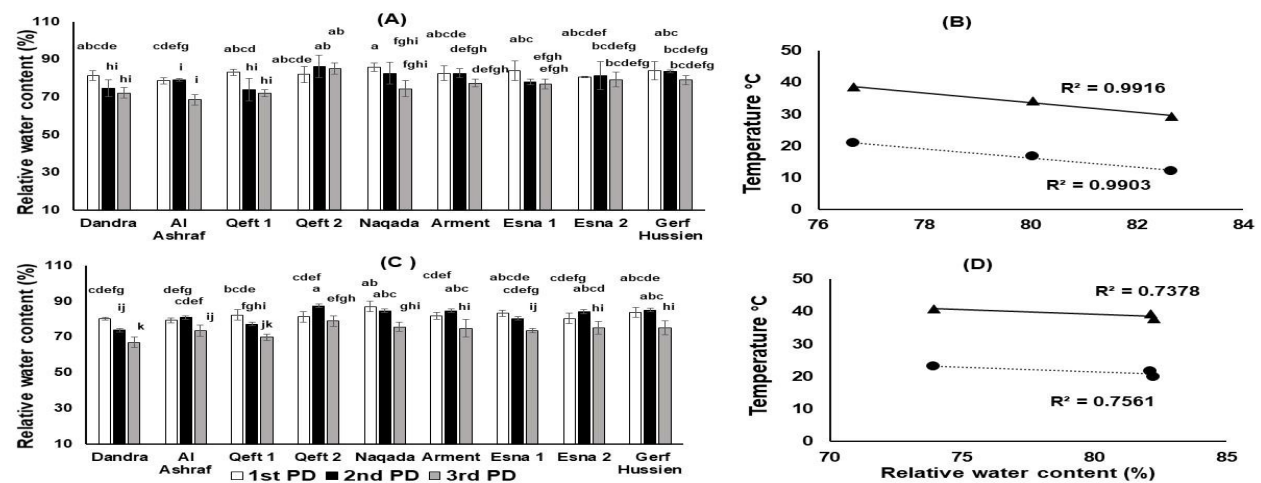 (A)
Relative water content (%)
110
90
70
50
30
10
abcde
hi
hi
cdefg
i
i
abcd
hi
hi
abcde
ab
ab
a
fghi
fghi
abcde
defgh
defgh
abc
efgh
efgh
abcdef
bcdefg
bcdefg
abc
bcdefg
bcdefg
Dandra
Al Ashraf
Qeft 1
Qeft 2
Naqada
Arment
Esna 1
Esna 2
Gerf Hussien
(B)
Temperature °C
50
40
30
20
10
0
R² = 0.9916
R² = 0.9903
76
78
80
82
84
(C)
Relative water content (%)
110
90
70
50
30
10
cdefg
ij
k
defg
cdef
ij
bcde
fghi
jk
cdef
a
efgh
ab
abc
ghi
cdef
abc
hi
abcde
cdefg
ij
cdefg
abcd
hi
abcde
abc
hi
Dandra
Al Ashraf
Qeft 1
Qeft 2
Naqada
Arment
Esna 1
Esna 2
Gerf Hussien
1st PD
2nd PD
3rd PD
(D)
Temperature °C
50
40
30
20
10
0
R² = 0.7378
R² = 0.7561
70
75
80
85
Relative water content (%)